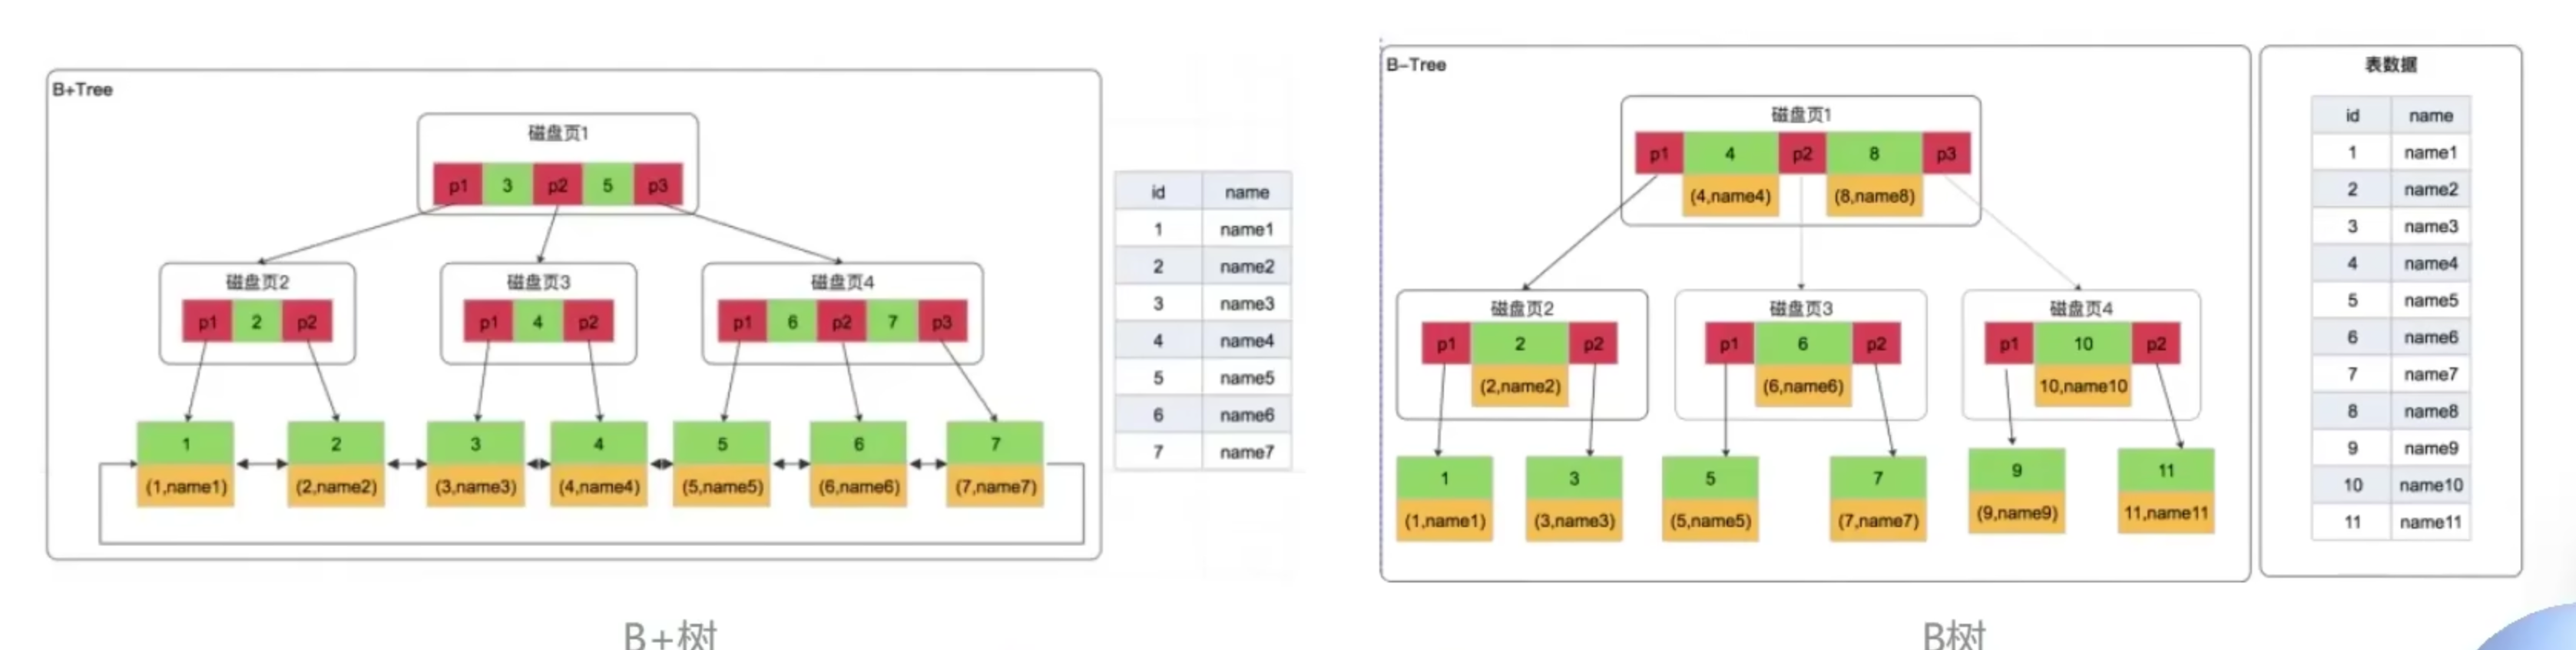 B+Tree
磁盘页1
p1 3 p2 5 p3
磁盘页2
p1 2 p2
磁盘页3
p1 4 p2
磁盘页4
p1 6 p2 7 p3
1
(1,name1)
2
(2,name2)
3
(3,name3)
4
(4,name4)
5
(5,name5)
6
(6,name6)
7
(7,name7)
id name
1 name1
2 name2
3 name3
4 name4
5 name5
6 name6
7 name7
B+树
B-Tree
磁盘页1
p1 4 p2 8 p3
(4,name4) (8,name8)
磁盘页2
p1 2 p2
(2,name2)
磁盘页3
p1 6 p2
(6,name6)
磁盘页4
p1 10 p2
10,name10
1
(1,name1)
3
(3,name3)
5
(5,name5)
7
(7,name7)
9
(9,name9)
11
11,name11
表数据
id name
1 name1
2 name2
3 name3
4 name4
5 name5
6 name6
7 name7
8 name8
9 name9
10 name10
11 name11
B树